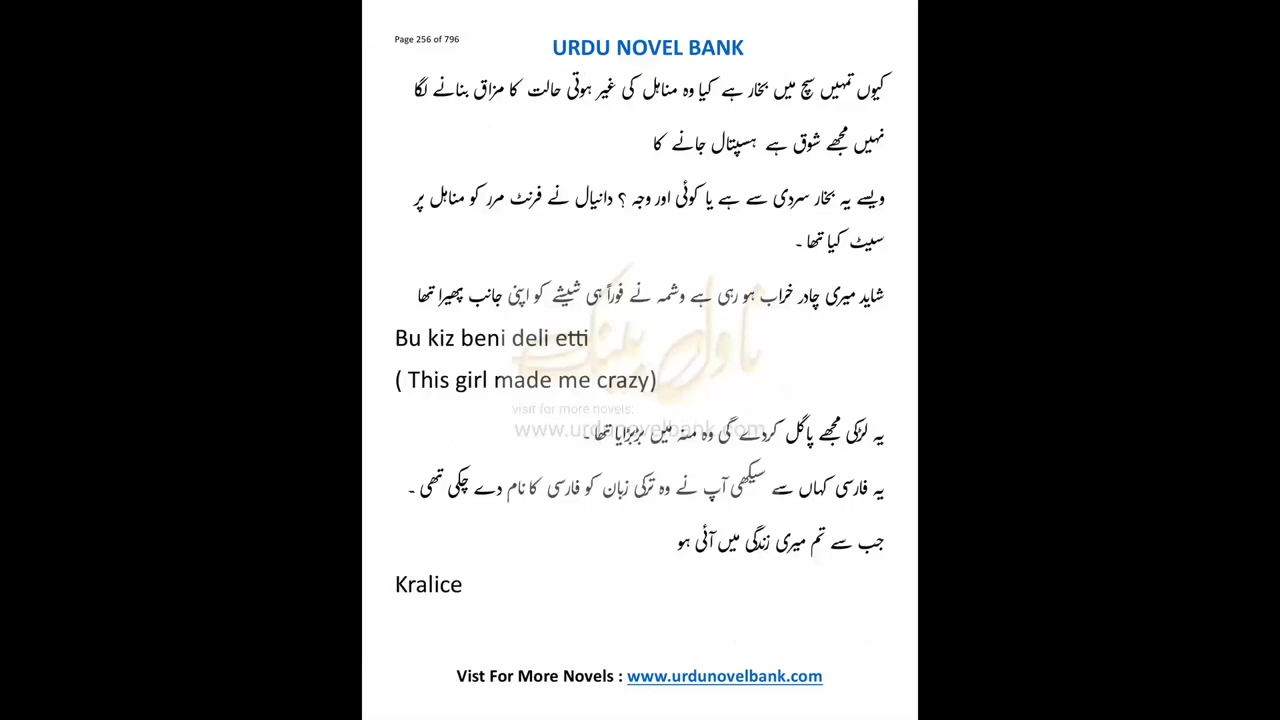 Page 256 of 796
URDU NOVEL BANK
کیوں تمہیں سچ میں بخار ہے کیا وہ مناہل کی غیر ہوتی حالت کا مزاق بنانے لگا
نہیں مجھے شوق ہے ہسپتال جانے کا
ویسے یہ بخار سردی سے ہے یا کوئی اور وجہ ؟ دانیال نے فرنٹ مرر کو مناہل پر
سیٹ کیا تھا ۔
شاید میری چادر خراب ہو رہی ہے وشمہ نے فوراً ہی شیشے کو اپنی جانب پھیرا تھا
Bu kiz beni deli etti
( This girl made me crazy)
ناول بینک
visit for more novels:
www.urdunovelbank.com
یہ لڑکی مجھے پاگل کردے گی وہ منہ میں بڑبڑایا تھا ۔
یہ فارسی کہاں سے سیکھی آپ نے وہ ترکی زبان کو فارسی کا نام دے چکی تھی ۔
جب سے تم میری زندگی میں آئی ہو
Kralice
Vist For More Novels : www.urdunovelbank.com